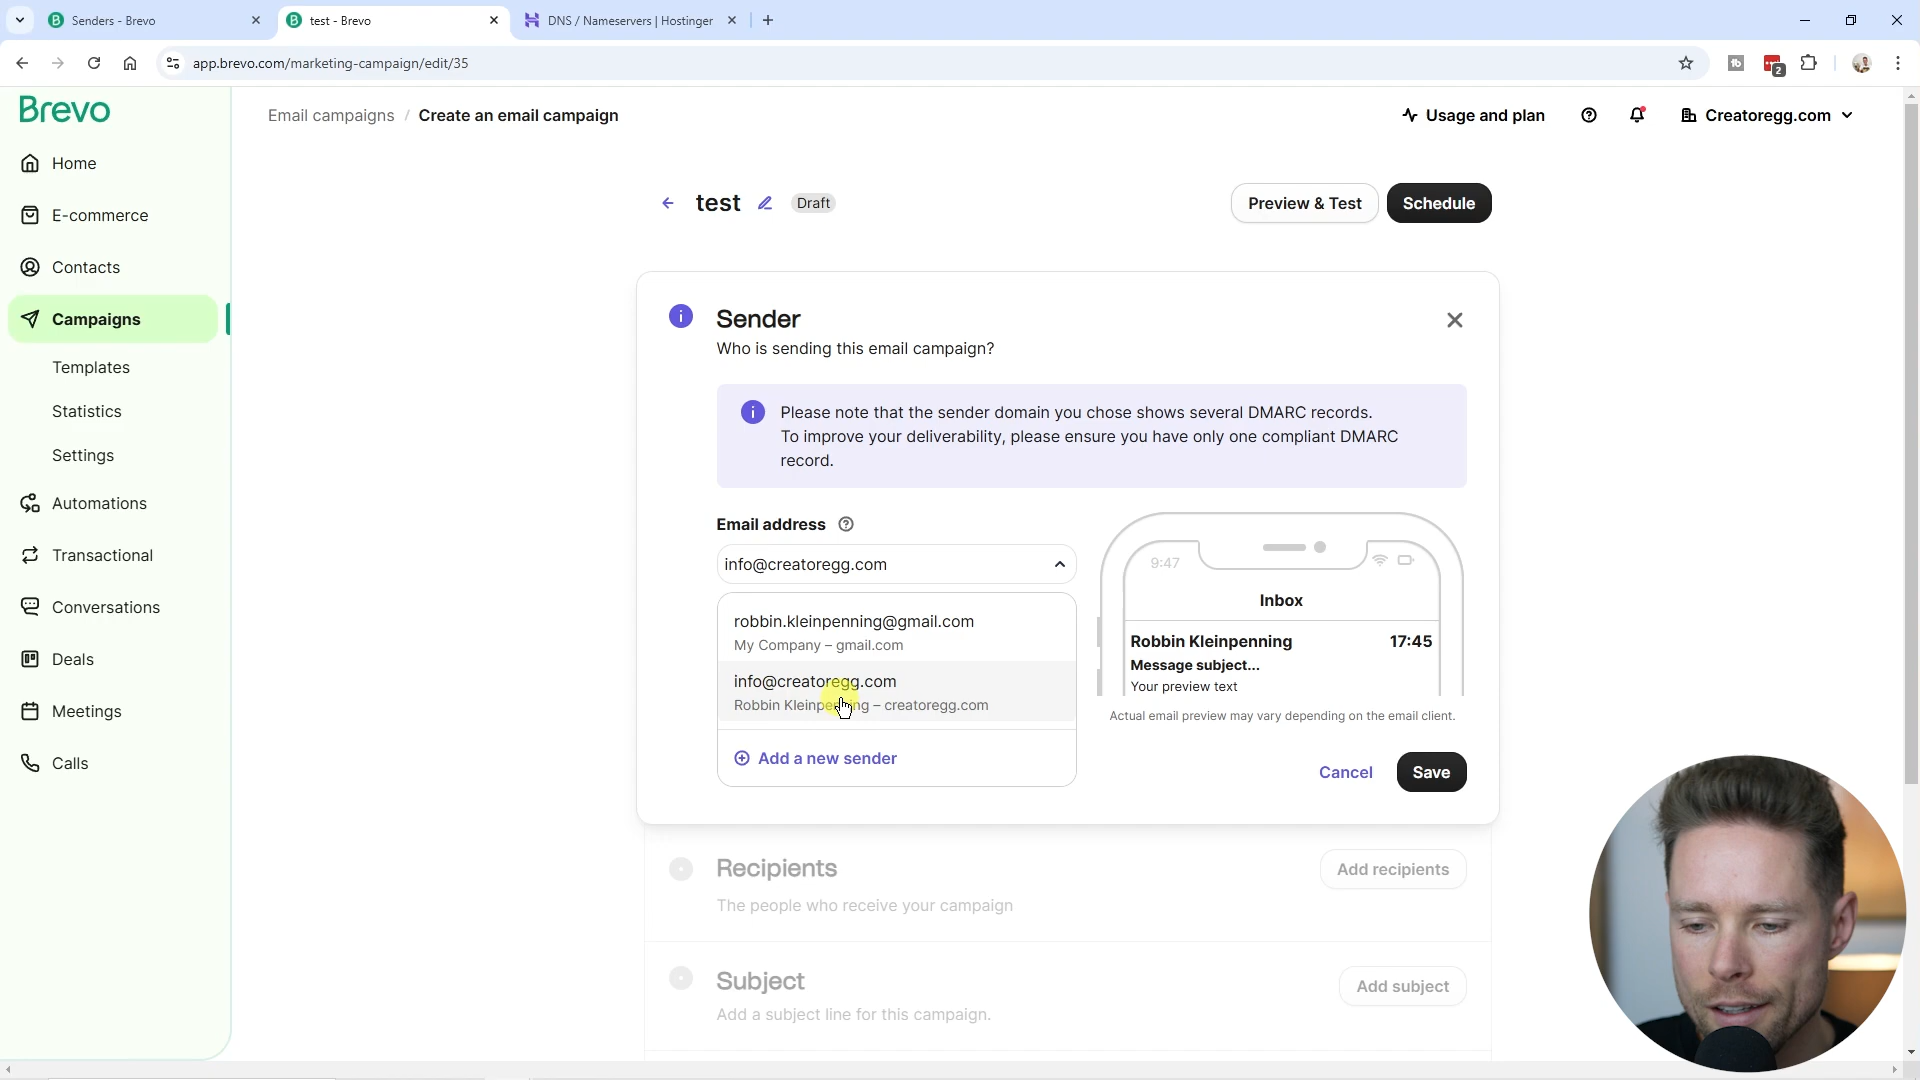 Senders - Brevo
test - Brevo
DNS / Nameservers | Hostinger
app.brevo.com/marketing-campaign/edit/35
2
Brevo
Email campaigns / Create an email campaign
Usage and plan
Creatoregg.com
Home
E-commerce
Contacts
Campaigns
Templates
Statistics
Settings
Automations
Transactional
Conversations
Deals
Meetings
Calls
test
Draft
Preview & Test
Schedule
Sender
Who is sending this email campaign?
Please note that the sender domain you chose shows several DMARC records.
To improve your deliverability, please ensure you have only one compliant DMARC
record.
Email address
info@creatoregg.com
robbin.kleinpenning@gmail.com
My Company – gmail.com
info@creatoregg.com
Robbin Kleinpenning – creatoregg.com
Add a new sender
9:47
Inbox
Robbin Kleinpenning 17:45
Message subject...
Your preview text
Actual email preview may vary depending on the email client.
Cancel
Save
Recipients
The people who receive your campaign
Add recipients
Subject
Add a subject line for this campaign.
Add subject